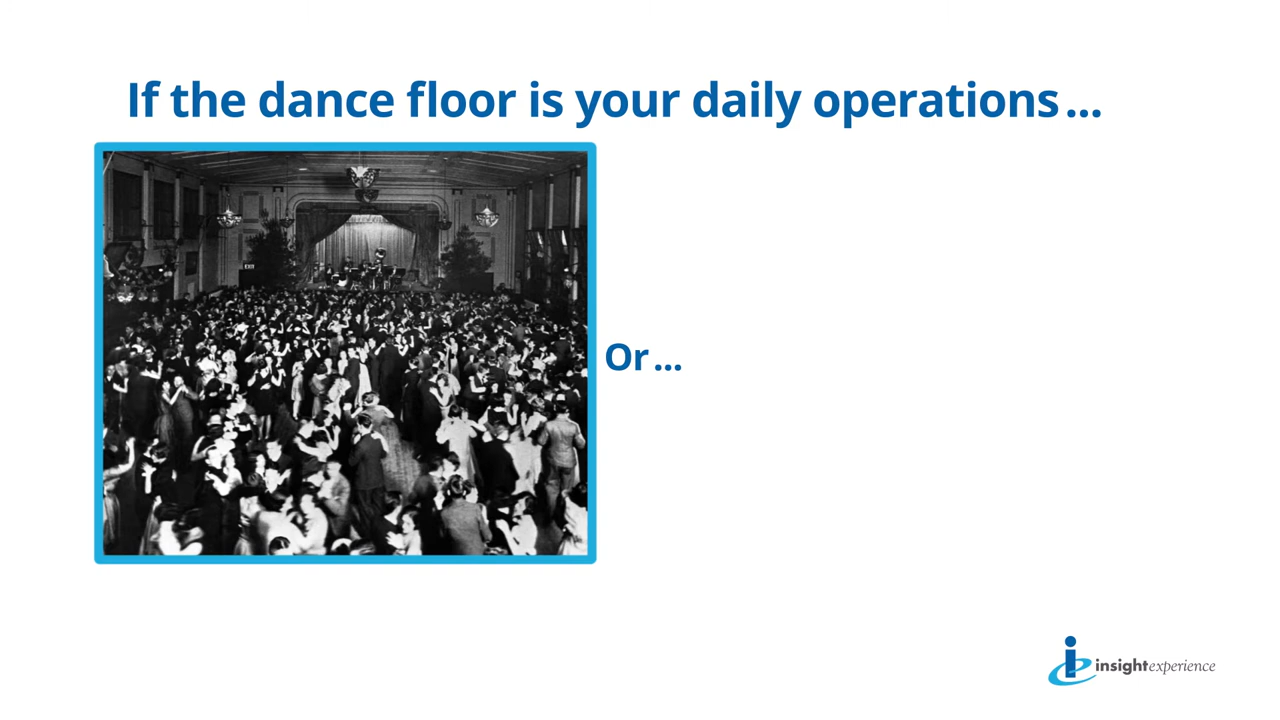 If the dance floor is your daily operations...
Or...
insightexperience